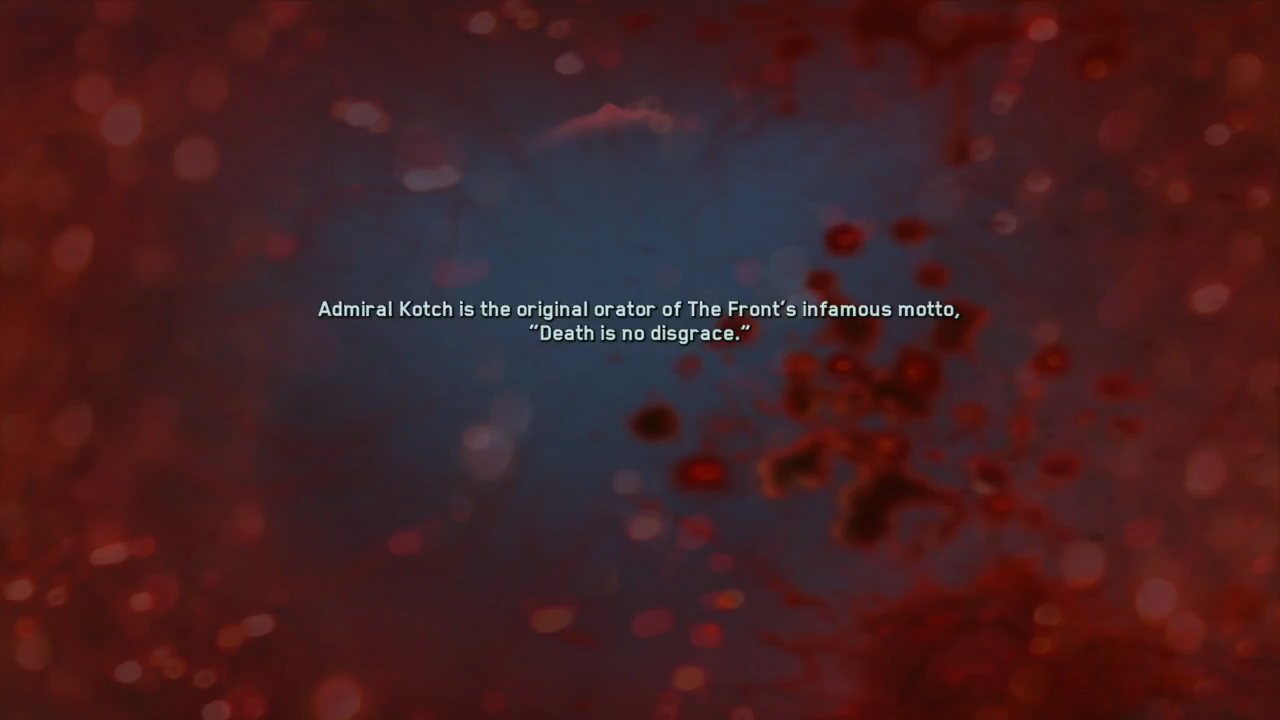 Admiral Kotch is the original orator of The Front's infamous motto,
"Death is no disgrace."